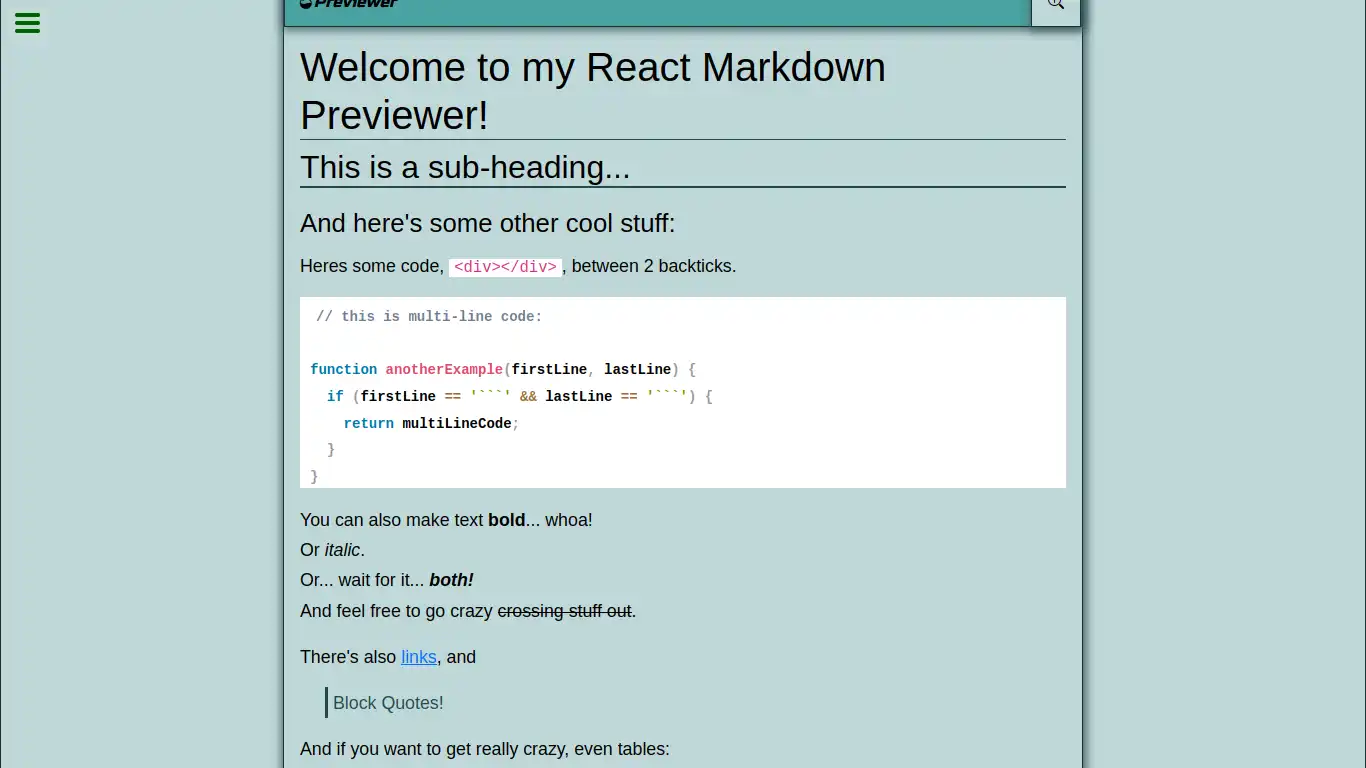 Previewer
Welcome to my React Markdown
Previewer!
This is a sub-heading...
And here's some other cool stuff:
Heres some code, <div></div>, between 2 backticks.
// this is multi-line code:
function anotherExample(firstLine, lastLine) {
  if (firstLine == '```' && lastLine == '```') {
    return multiLineCode;
  }
}
You can also make text bold... whoa!
Or italic.
Or... wait for it... both!
And feel free to go crazy crossing stuff out.
There's also links, and
Block Quotes!
And if you want to get really crazy, even tables: